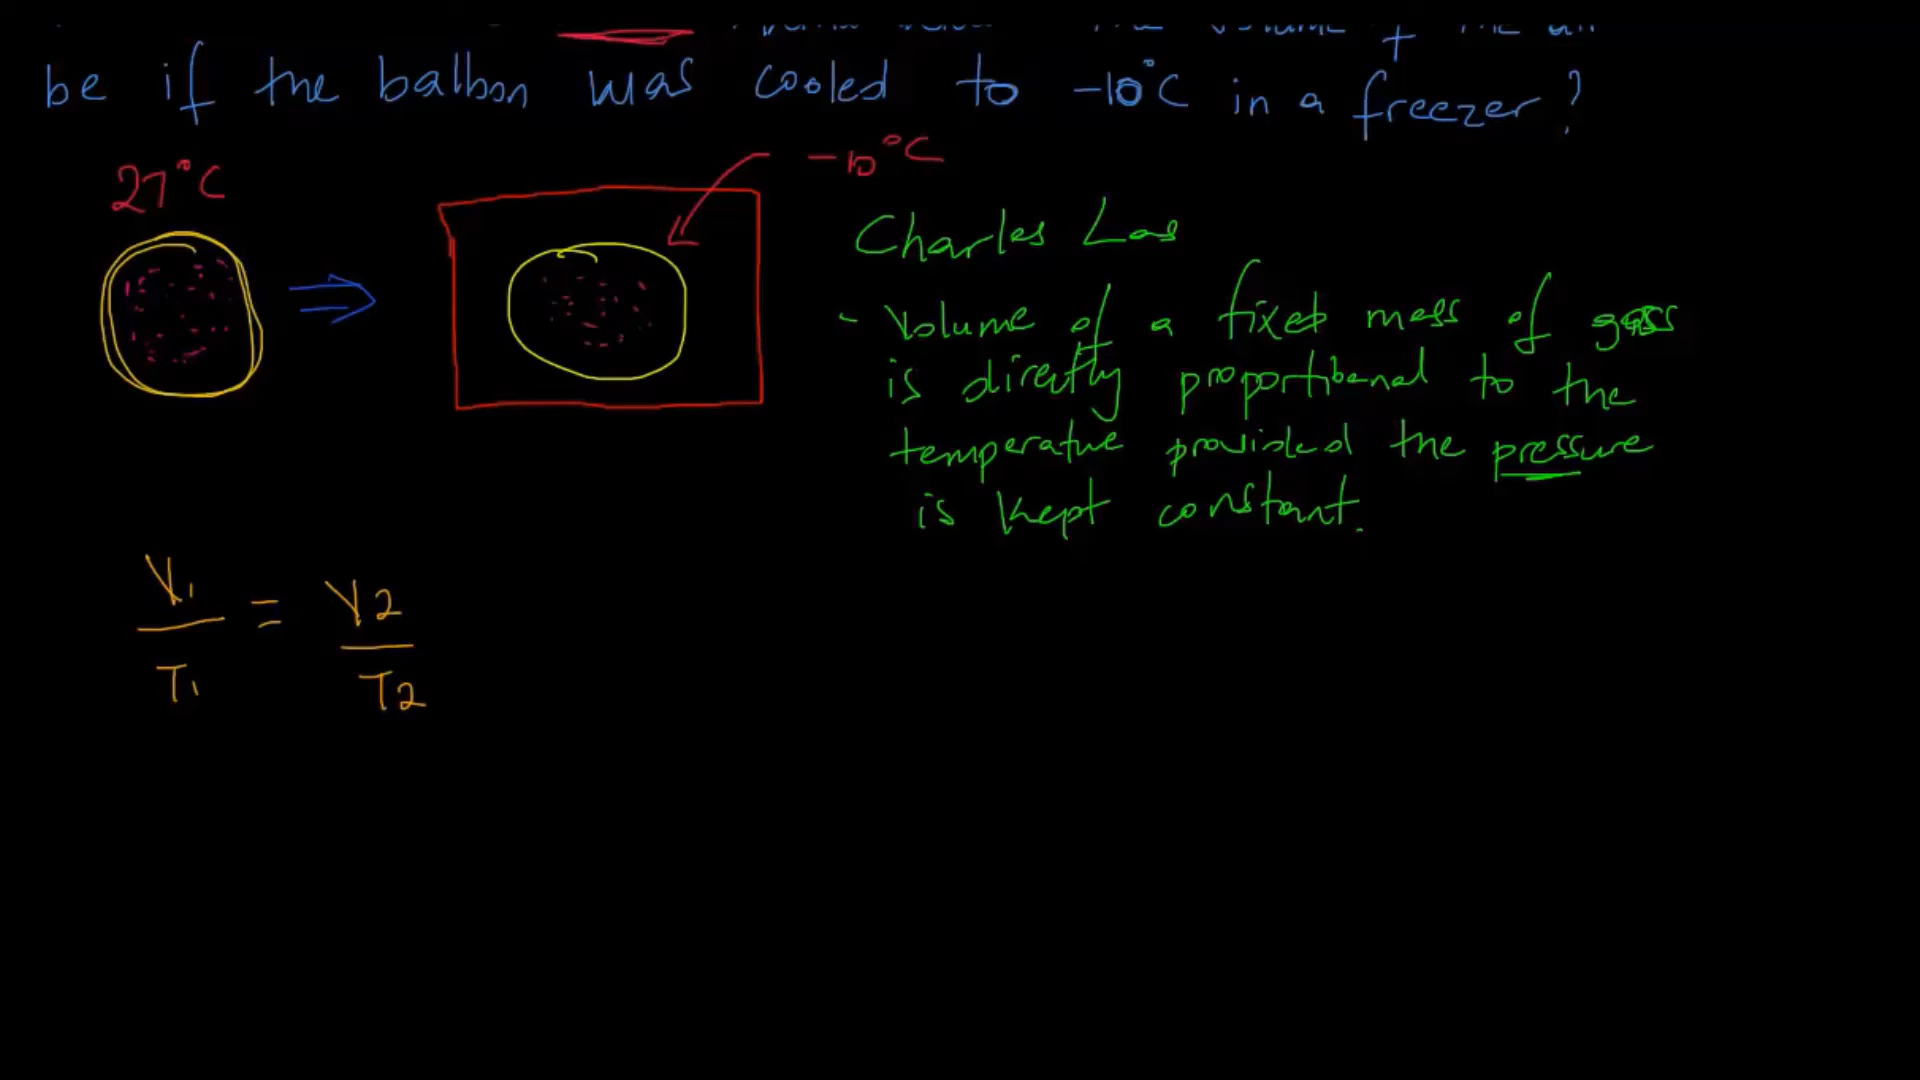 be if the balloon was cooled to -10°C in a freezer?
27°C
-10°C
Charles Law
- Volume of a fixed mass of gas
is directly proportional to the
temperature provided the pressure
is kept constant.
V1 = V2
T1 T2